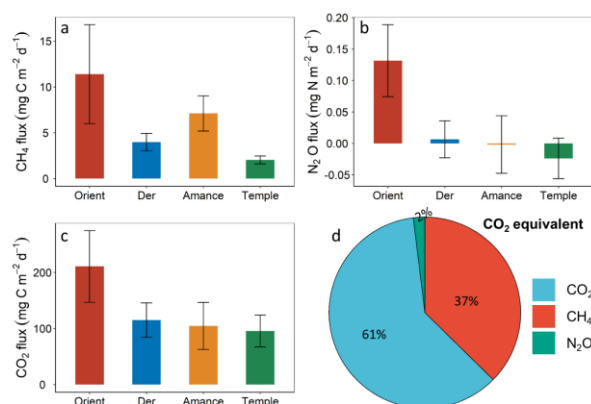 a
CH₄ flux (mg C m⁻² d⁻¹)
15
10
5
0
Orient Der Amance Temple
b
N₂ O flux (mg N m⁻² d⁻¹)
0.20
0.15
0.10
0.05
0.00
-0.05
Orient Der Amance Temple
c
CO₂ flux (mg C m⁻² d⁻¹)
200
100
0
Orient Der Amance Temple
d
CO₂ equivalent
2%
37%
61%
CO₂
CH₄
N₂O